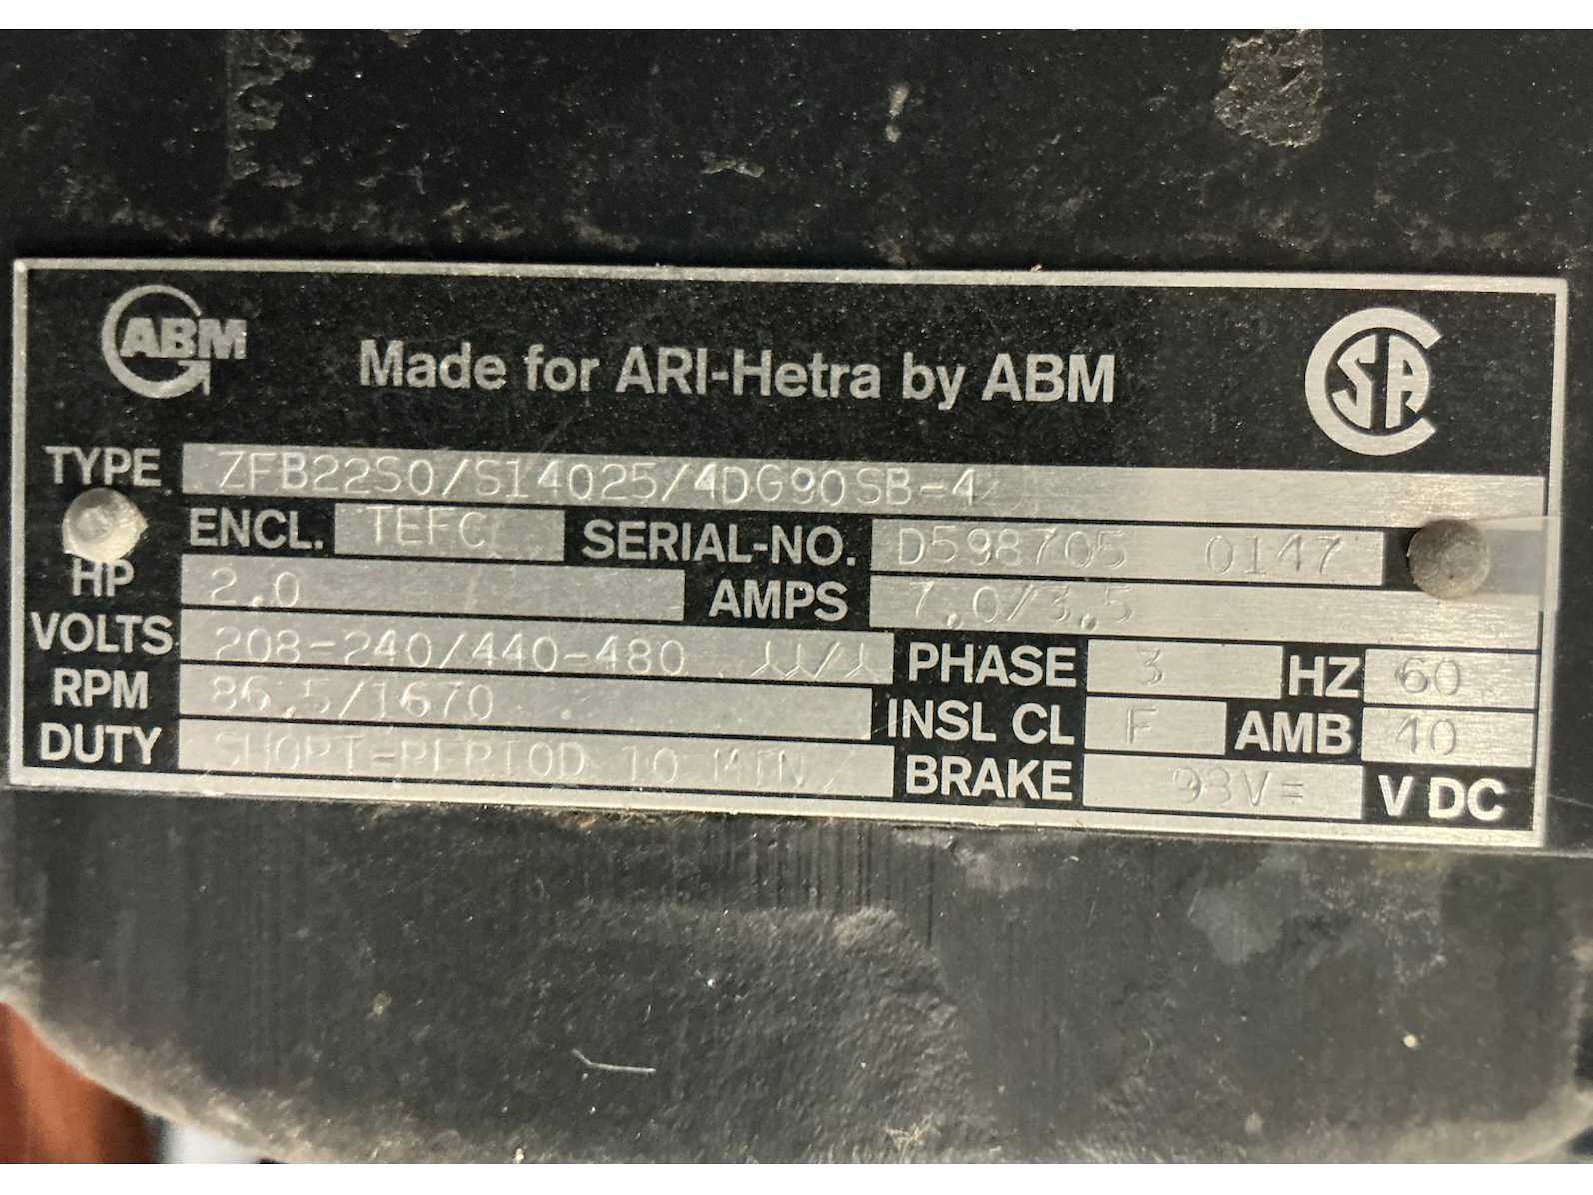 ABM
Made for ARI-Hetra by ABM
CSA
TYPE ZFB22S0/S14025/4DG90SB-4
ENCL. TEFC SERIAL-NO. D598705 0147
HP 2.0 AMPS 7.0/3.5
VOLTS 208-240/440-480 PHASE 3 HZ 60
RPM 86.5/1670 INSL CL F AMB 40
DUTY SHORT-PERIOD 10 MIN BRAKE 98V= V DC